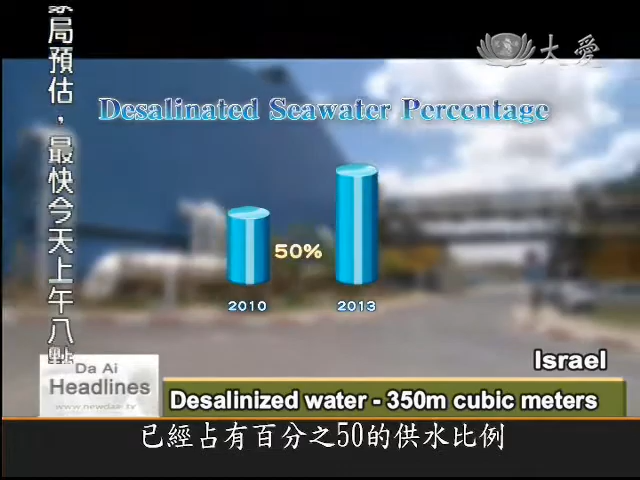 局預估，最快今天上午八點
大愛
Desalinated Seawater Percentage
50%
2010
2013
Israel
Da Ai
Headlines
www.newdaai.tv
Desalinized water - 350m cubic meters
已經占有百分之50的供水比例